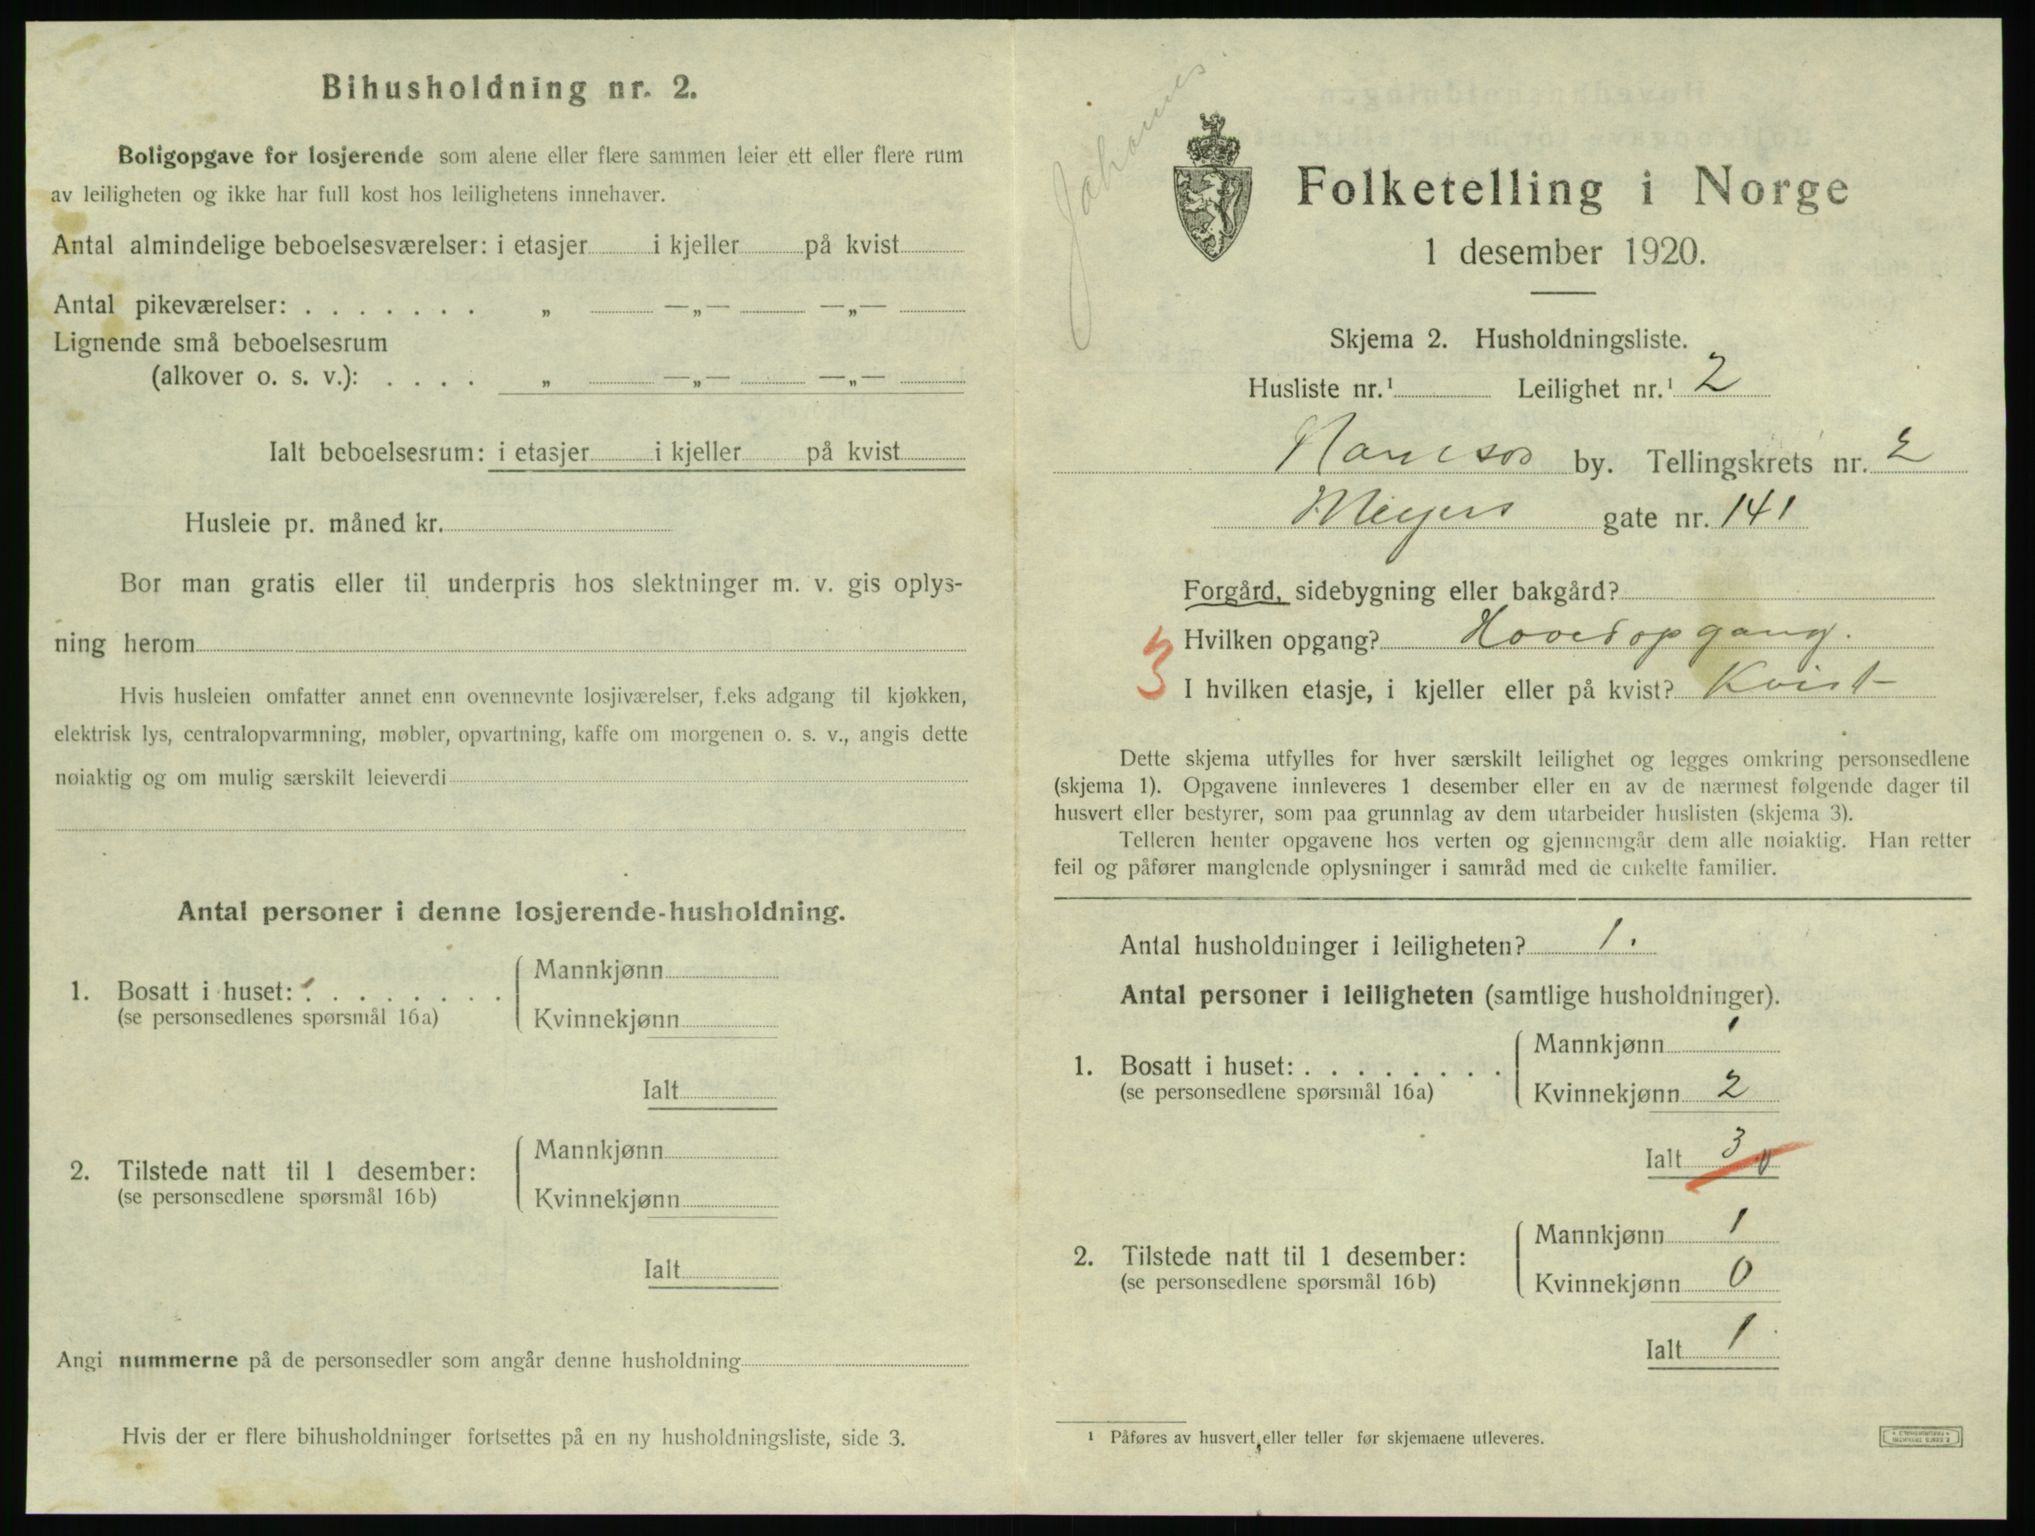 Bihusholdning nr. 2.
Boligopgave for losjerende som alene eller flere sammen leier ett eller flere rum
av leiligheten og ikke har full kost hos leilighetens innehaver.
Antal almindelige beboelsesværelser: i etasjer i kjeller på kvist
Antal pikeværelser: . . . . . . . „ —„— —„—
Lignende små beboelsesrum
(alkover o. s. v.): . . . . „ —„— —„—
Ialt beboelsesrum: i etasjer i kjeller på kvist
Husleie pr. måned kr.
Bor man gratis eller til underpris hos slektninger m. v. gis oplys-
ning herom
Hvis husleien omfatter annet enn ovennevnte losjiværelser, f.eks adgang til kjøkken,
elektrisk lys, centralopvarmning, møbler, opvartning, kaffe om morgenen o. s. v., angis dette
nøiaktig og om mulig særskilt leieverdi
Antal personer i denne losjerende-husholdning.
1. Bosatt i huset: . . . . . . . .
(se personsedlenes spørsmål 16a)
Mannkjønn
Kvinnekjønn
Ialt
2. Tilstede natt til 1 desember:
(se personsedlene spørsmål 16b)
Mannkjønn
Kvinnekjønn
Ialt
Angi nummerne på de personsedler som angår denne husholdning
Hvis der er flere bihusholdninger fortsettes på en ny husholdningsliste, side 3.
Johannes
Folketelling i Norge
1 desember 1920.
Skjema 2. Husholdningsliste.
Husliste nr.¹ Leilighet nr.¹ 2
Namsos by. Tellingskrets nr. 2
Meyers gate nr. 141
Forgård, sidebygning eller bakgård?
Hvilken opgang? Hovedopgang.
3
I hvilken etasje, i kjeller eller på kvist? Kvist
Dette skjema utfylles for hver særskilt leilighet og legges omkring personsedlene
(skjema 1). Opgavene innleveres 1 desember eller en av de nærmest følgende dager til
husvert eller bestyrer, som paa grunnlag av dem utarbeider huslisten (skjema 3).
Telleren henter opgavene hos verten og gjennemgår dem alle nøiaktig. Han retter
feil og påfører manglende oplysninger i samråd med de enkelte familier.
Antal husholdninger i leiligheten? 1.
Antal personer i leiligheten (samtlige husholdninger).
1. Bosatt i huset: . . . . . . . .
(se personsedlene spørsmål 16a)
Mannkjønn 1
Kvinnekjønn 2
Ialt 3
2. Tilstede natt til 1 desember:
(se personsedlene spørsmål 16b)
Mannkjønn 1
Kvinnekjønn 0
Ialt 1
¹ Påføres av husvert eller teller før skjemaene utleveres.